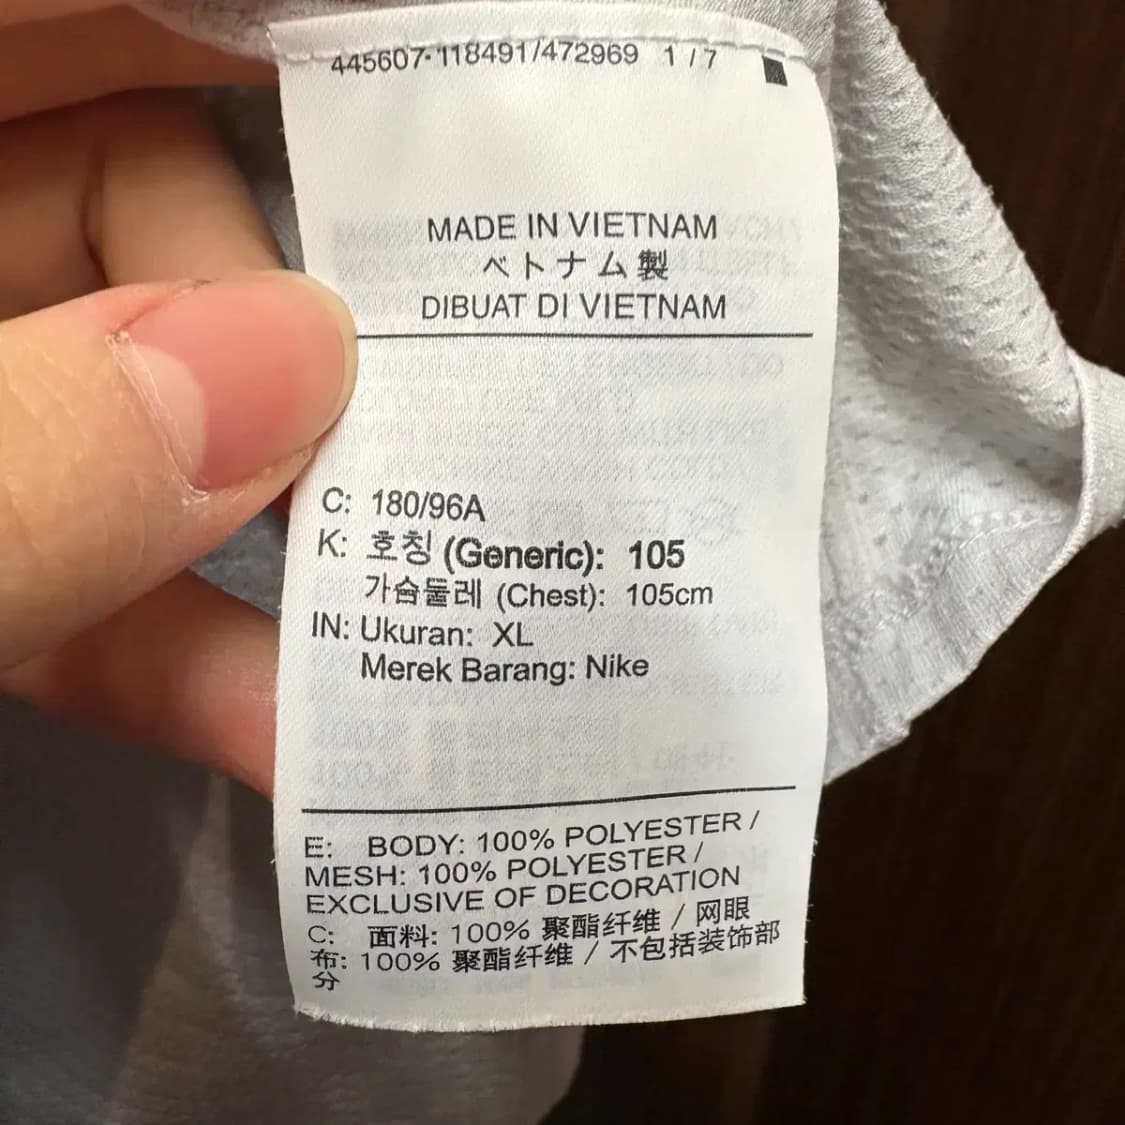 445607-118491/472969 1 / 7
MADE IN VIETNAM
ベトナム製
DIBUAT DI VIETNAM
C: 180/96A
K: 호칭 (Generic): 105
가슴둘레 (Chest): 105cm
IN: Ukuran: XL
Merek Barang: Nike
E: BODY: 100% POLYESTER /
MESH: 100% POLYESTER /
EXCLUSIVE OF DECORATION
C: 面料: 100% 聚酯纤维 / 网眼
布: 100% 聚酯纤维 / 不包括装饰部
分